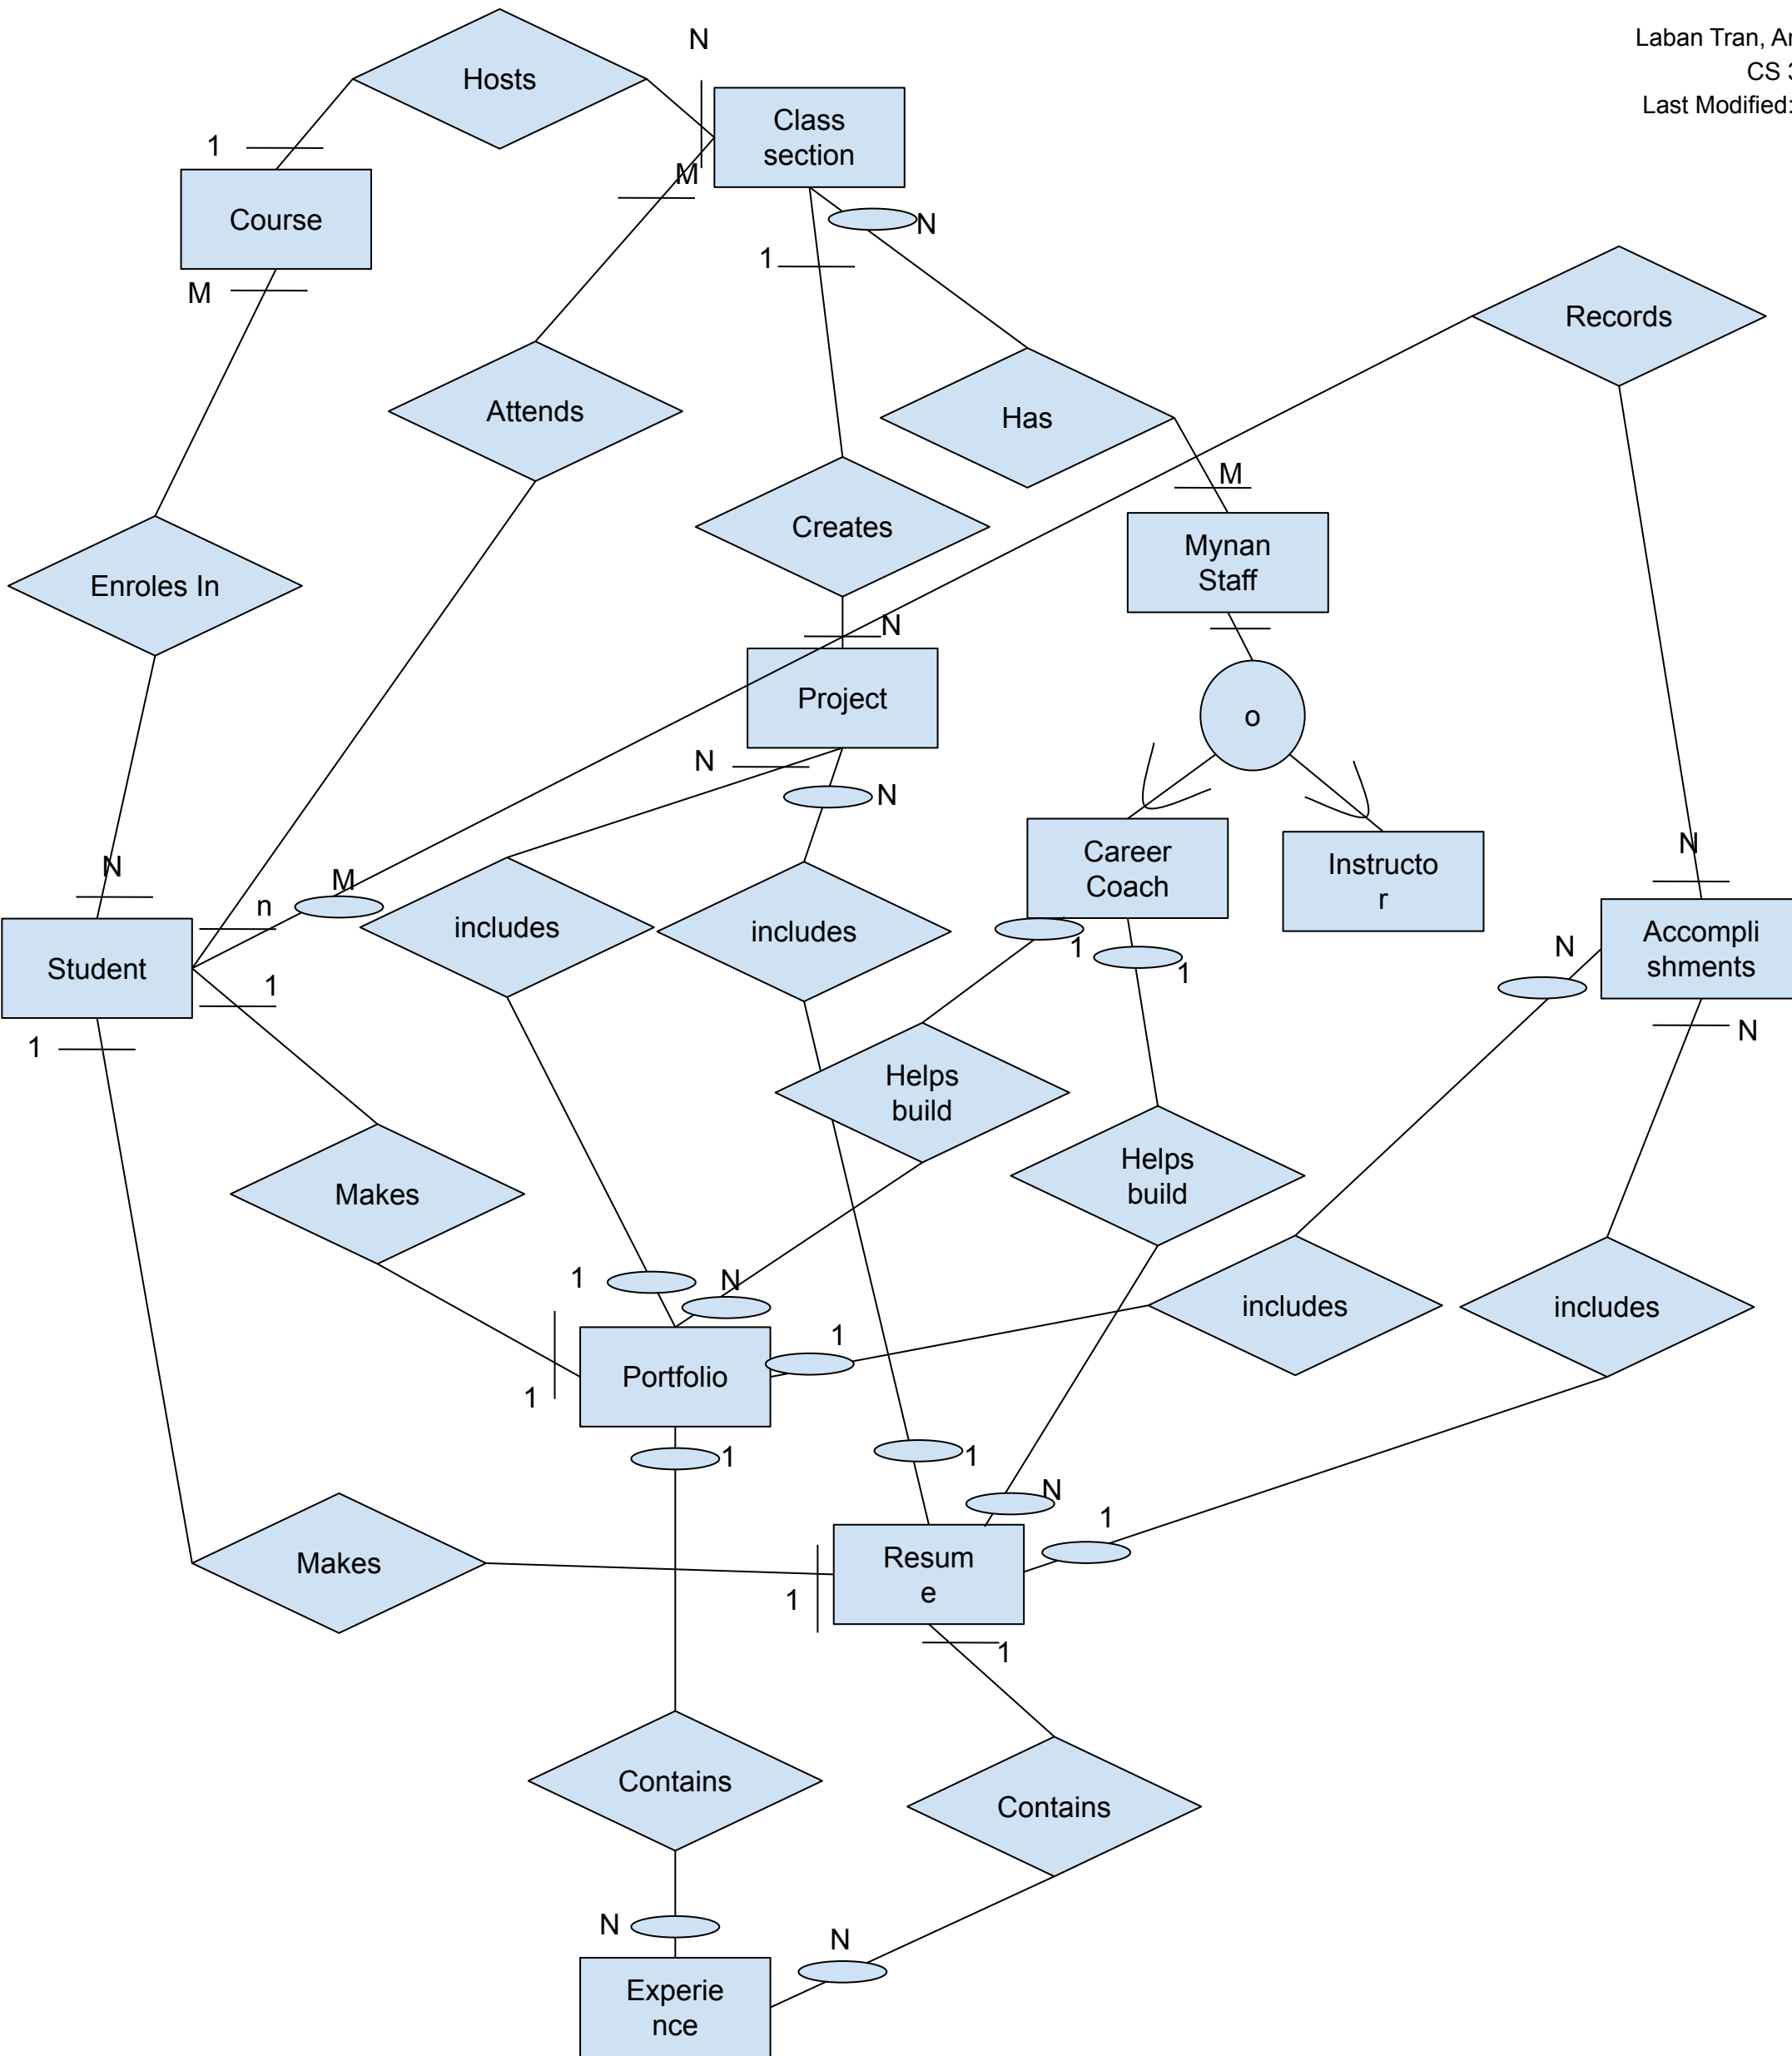 Laban Tran, Ar
CS 3
Last Modified:
N
Hosts
Class
section
1
M
Course
N
1
M
Records
Attends
Has
M
Creates
Mynan
Staff
Enroles In
N
Project
o
N
N
Career
Coach
Instructo
r
N
N
M
n
includes
includes
Accompli
shments
N
1
Student
1
1
N
1
Helps
build
Helps
build
Makes
1
N
includes
includes
1
Portfolio
1
1
1
N
1
Makes
Resum
e
1
1
Contains
Contains
N
N
Experie
nce